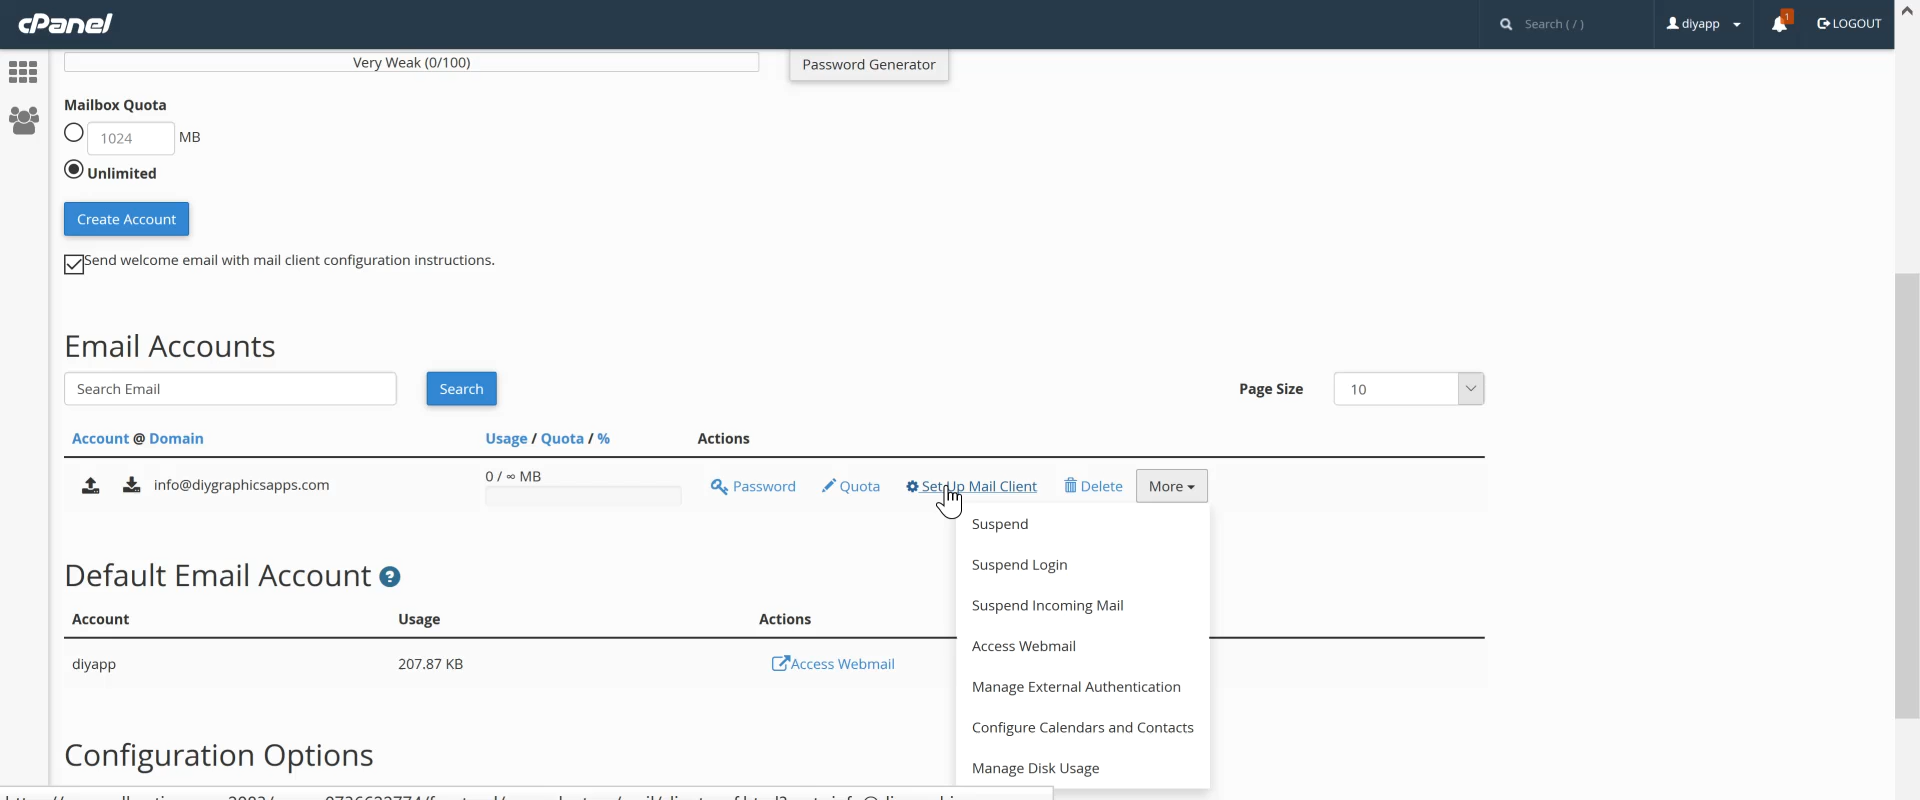 cPanel
Search ( / )
diyapp
1
LOGOUT
Very Weak (0/100)
Password Generator
Mailbox Quota
1024 MB
Unlimited
Create Account
Send welcome email with mail client configuration instructions.
Email Accounts
Search Email
Search
Page Size
10
Account @ Domain
Usage / Quota / %
Actions
info@diygraphicsapps.com
0 / ∞ MB
Password
Quota
Set Up Mail Client
Delete
More
Suspend
Suspend Login
Suspend Incoming Mail
Access Webmail
Manage External Authentication
Configure Calendars and Contacts
Manage Disk Usage
Default Email Account ?
Account
Usage
Actions
diyapp
207.87 KB
Access Webmail
Configuration Options